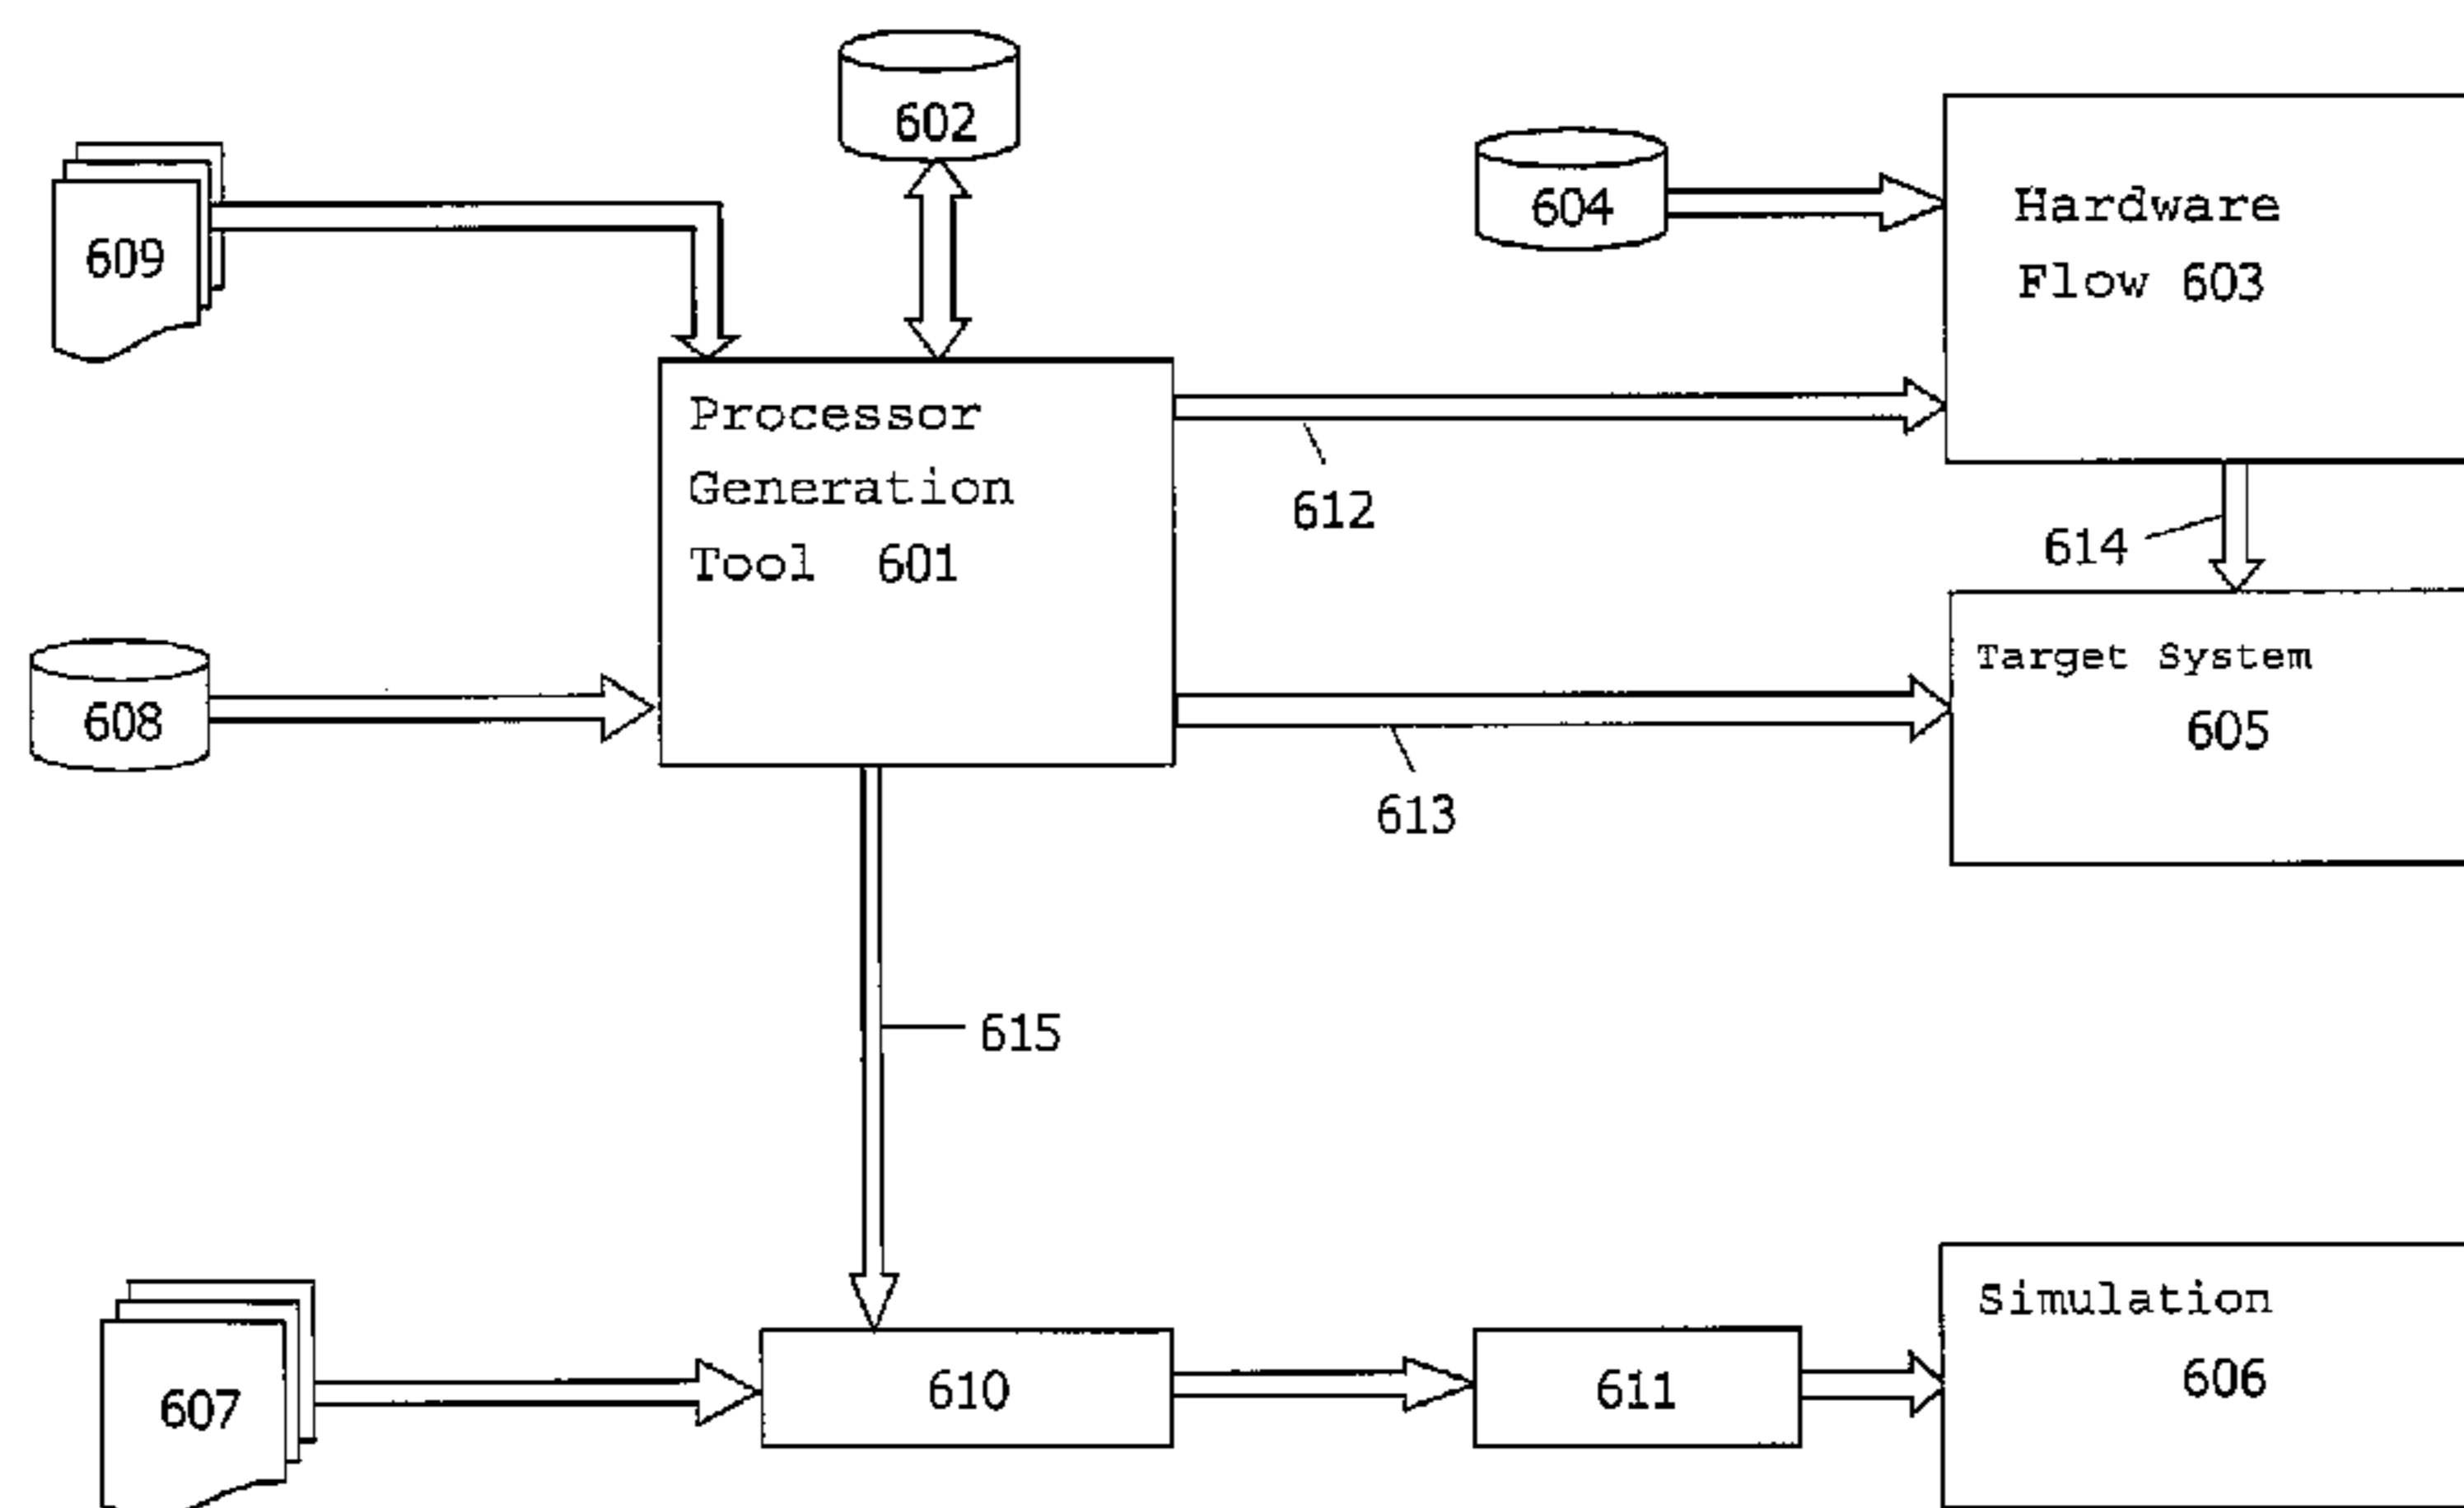 602
604
609
Hardware
Flow 603
Processor
Generation
Tool 601
612
614
Target System
605
608
613
615
Simulation
606
607
610
611